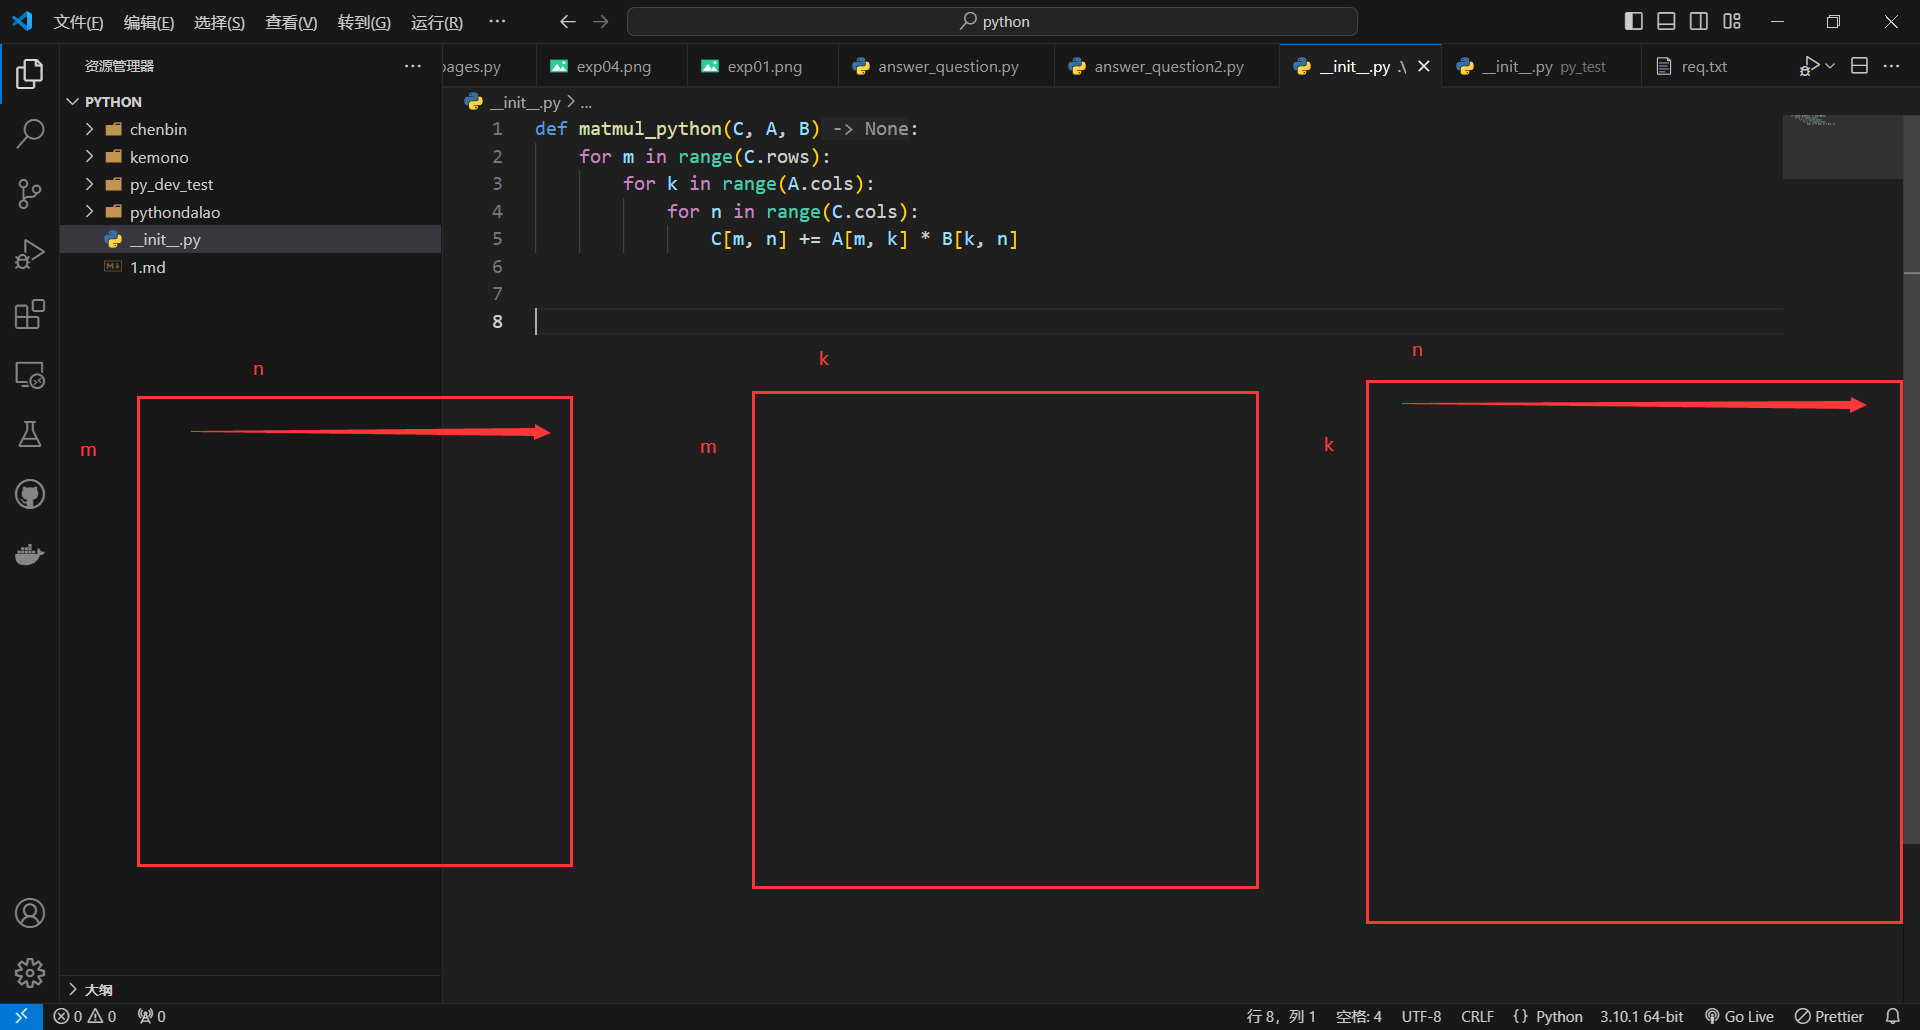 文件(F) 编辑(E) 选择(S) 查看(V) 转到(G) 运行(R) ··· python
资源管理器
ages.py exp04.png exp01.png answer_question.py answer_question2.py __init__.py .\ __init__.py py_test req.txt
PYTHON
chenbin
kemono
py_dev_test
pythondalao
__init__.py
1.md
__init__.py > ...
1 def matmul_python(C, A, B) -> None:
2 for m in range(C.rows):
3 for k in range(A.cols):
4 for n in range(C.cols):
5 C[m, n] += A[m, k] * B[k, n]
6
7
8
n
m
k
m
n
k
大纲
0 0 0 行 8，列 1 空格: 4 UTF-8 CRLF {} Python 3.10.1 64-bit Go Live Prettier